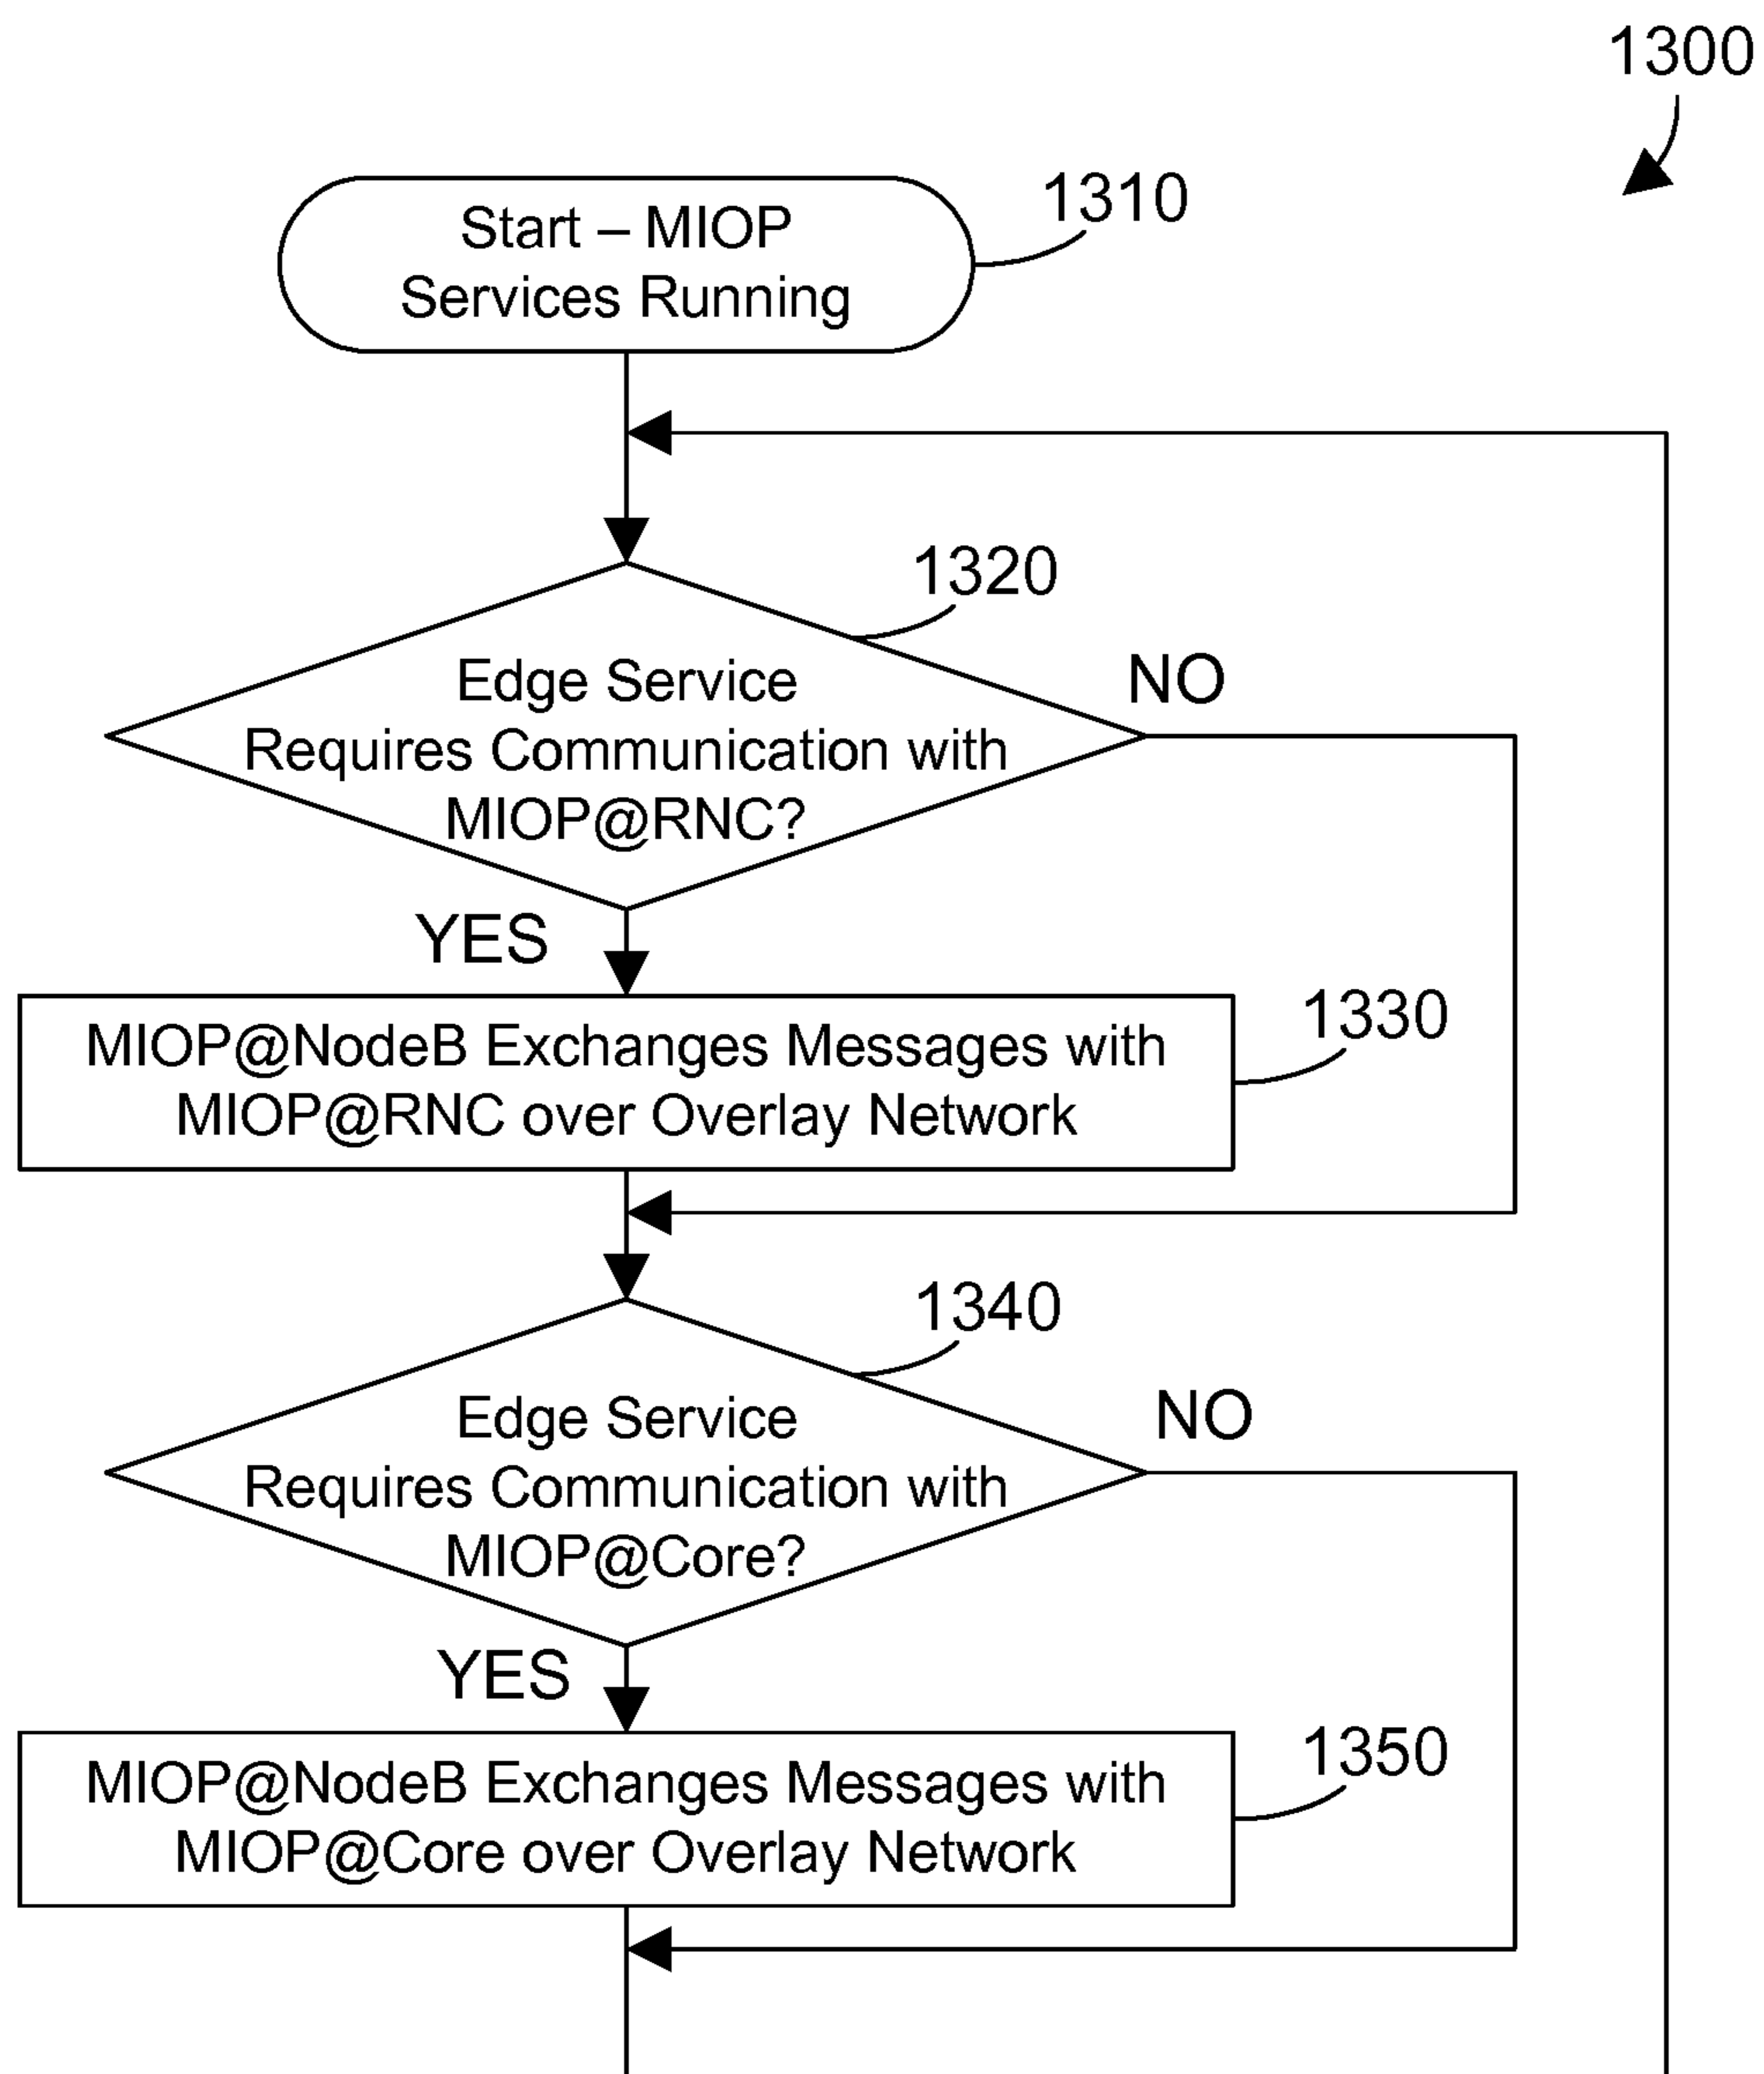 1300
1310
Start – MIOP
Services Running
1320
Edge Service
Requires Communication with
MIOP@RNC?
NO
YES
1330
MIOP@NodeB Exchanges Messages with
MIOP@RNC over Overlay Network
1340
Edge Service
Requires Communication with
MIOP@Core?
NO
YES
1350
MIOP@NodeB Exchanges Messages with
MIOP@Core over Overlay Network